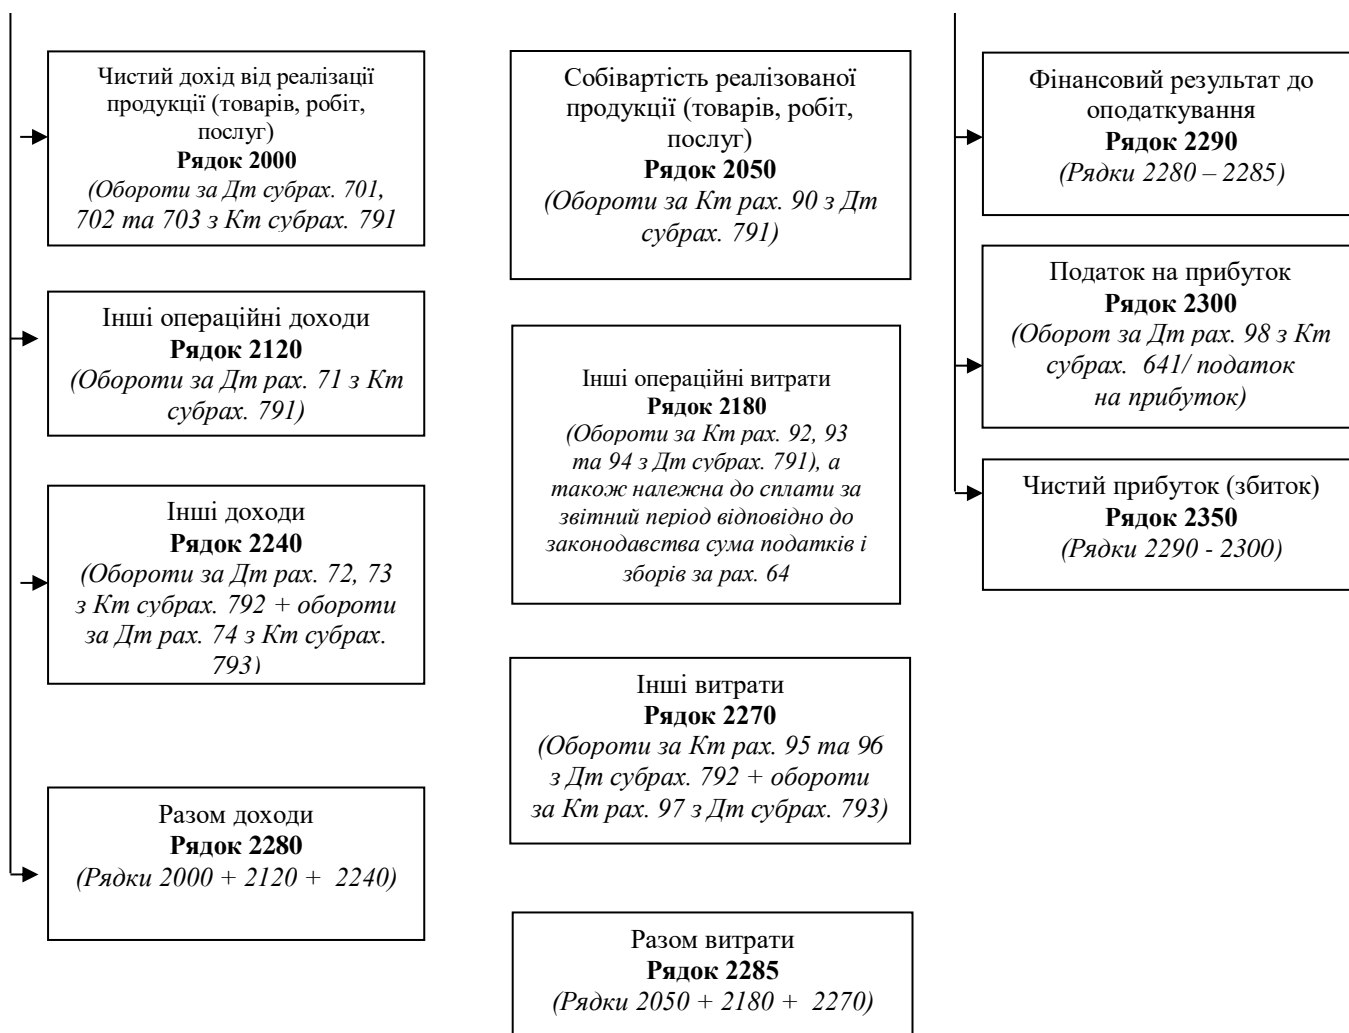 Чистий дохід від реалізації
продукції (товарів, робіт,
послуг)
Рядок 2000
(Обороти за Дт субрах. 701,
702 та 703 з Кт субрах. 791
Інші операційні доходи
Рядок 2120
(Обороти за Дт рах. 71 з Кт
субрах. 791)
Інші доходи
Рядок 2240
(Обороти за Дт рах. 72, 73
з Кт субрах. 792 + обороти
за Дт рах. 74 з Кт субрах.
793)
Разом доходи
Рядок 2280
(Рядки 2000 + 2120 + 2240)
Собівартість реалізованої
продукції (товарів, робіт,
послуг)
Рядок 2050
(Обороти за Кт рах. 90 з Дт
субрах. 791)
Інші операційні витрати
Рядок 2180
(Обороти за Кт рах. 92, 93
та 94 з Дт субрах. 791), а
також належна до сплати за
звітний період відповідно до
законодавства сума податків і
зборів за рах. 64
Інші витрати
Рядок 2270
(Обороти за Кт рах. 95 та 96
з Дт субрах. 792 + обороти
за Кт рах. 97 з Дт субрах. 793)
Разом витрати
Рядок 2285
(Рядки 2050 + 2180 + 2270)
Фінансовий результат до
оподаткування
Рядок 2290
(Рядки 2280 – 2285)
Податок на прибуток
Рядок 2300
(Оборот за Дт рах. 98 з Кт
субрах. 641/ податок
на прибуток)
Чистий прибуток (збиток)
Рядок 2350
(Рядки 2290 - 2300)